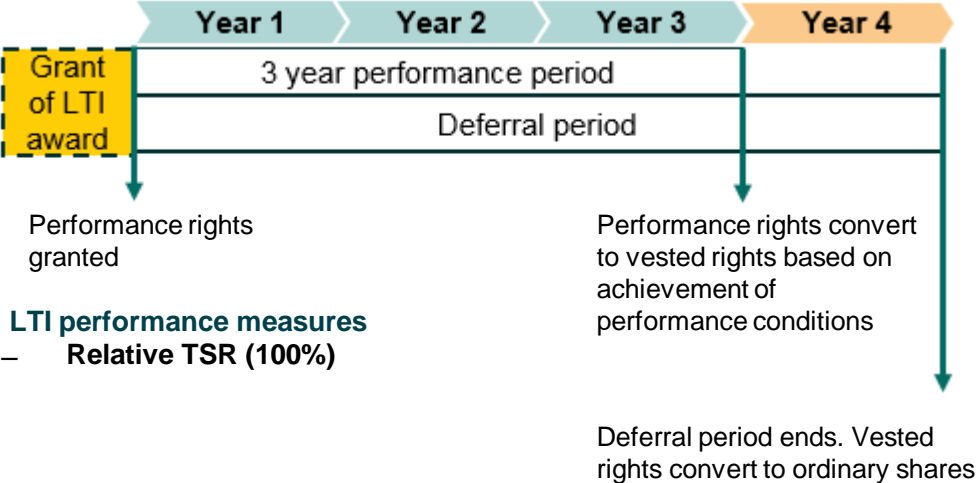 Year 1 Year 2 Year 3 Year 4
Grant
of LTI
award
3 year performance period
Deferral period
Performance rights
granted
Performance rights convert
to vested rights based on
achievement of
performance conditions
LTI performance measures
– Relative TSR (100%)
Deferral period ends. Vested
rights convert to ordinary shares